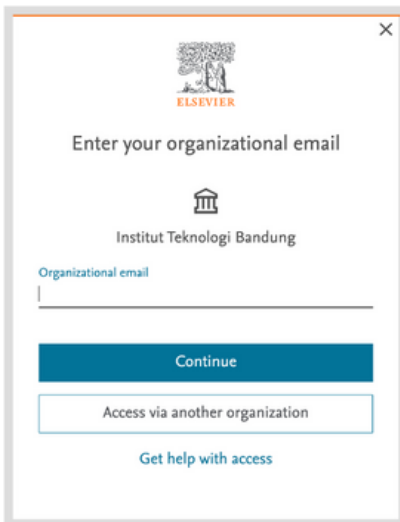 ELSEVIER
Enter your organizational email
Institut Teknologi Bandung
Organizational email
Continue
Access via another organization
Get help with access